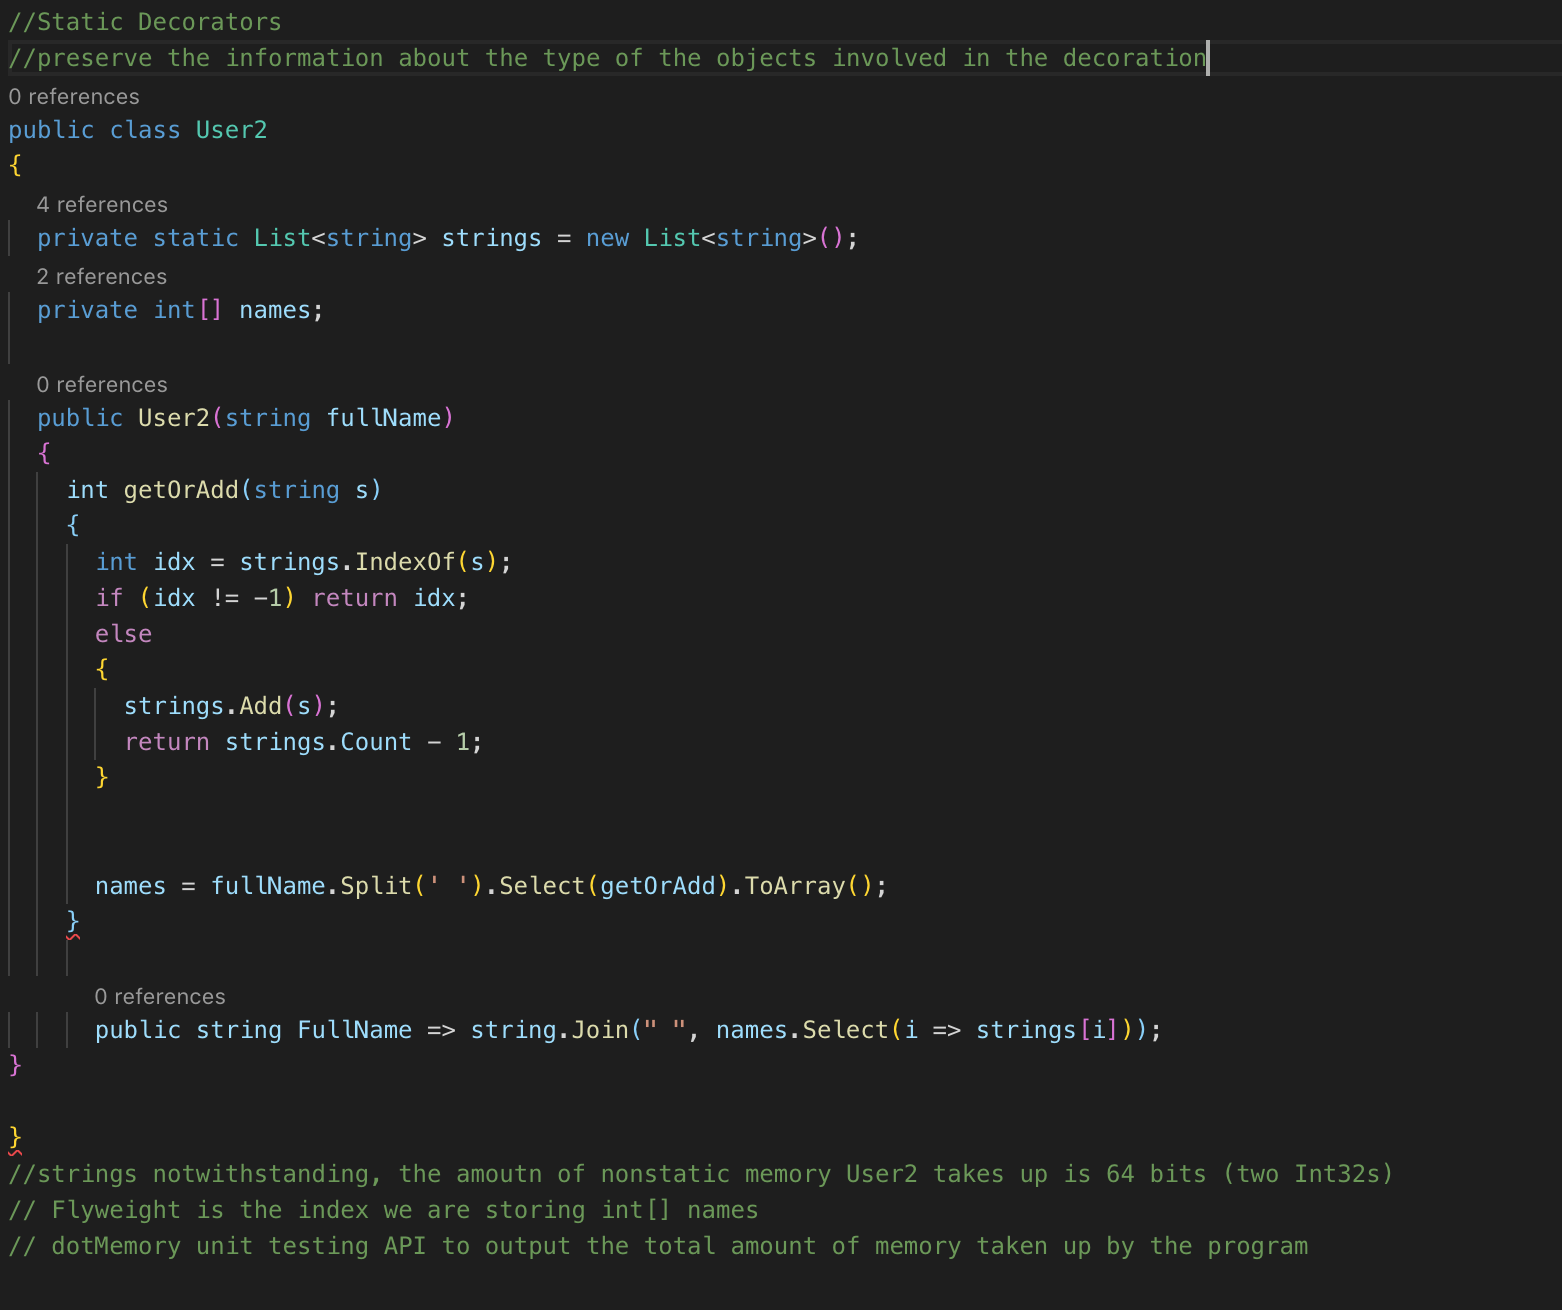 //Static Decorators
//preserve the information about the type of the objects involved in the decoration
0 references
public class User2
{
4 references
private static List<string> strings = new List<string>();
2 references
private int[] names;
0 references
public User2(string fullName)
{
int getOrAdd(string s)
{
int idx = strings.IndexOf(s);
if (idx != -1) return idx;
else
{
strings.Add(s);
return strings.Count - 1;
}
names = fullName.Split(' ').Select(getOrAdd).ToArray();
}
0 references
public string FullName => string.Join(" ", names.Select(i => strings[i]));
}
}
//strings notwithstanding, the amoutn of nonstatic memory User2 takes up is 64 bits (two Int32s)
// Flyweight is the index we are storing int[] names
// dotMemory unit testing API to output the total amount of memory taken up by the program